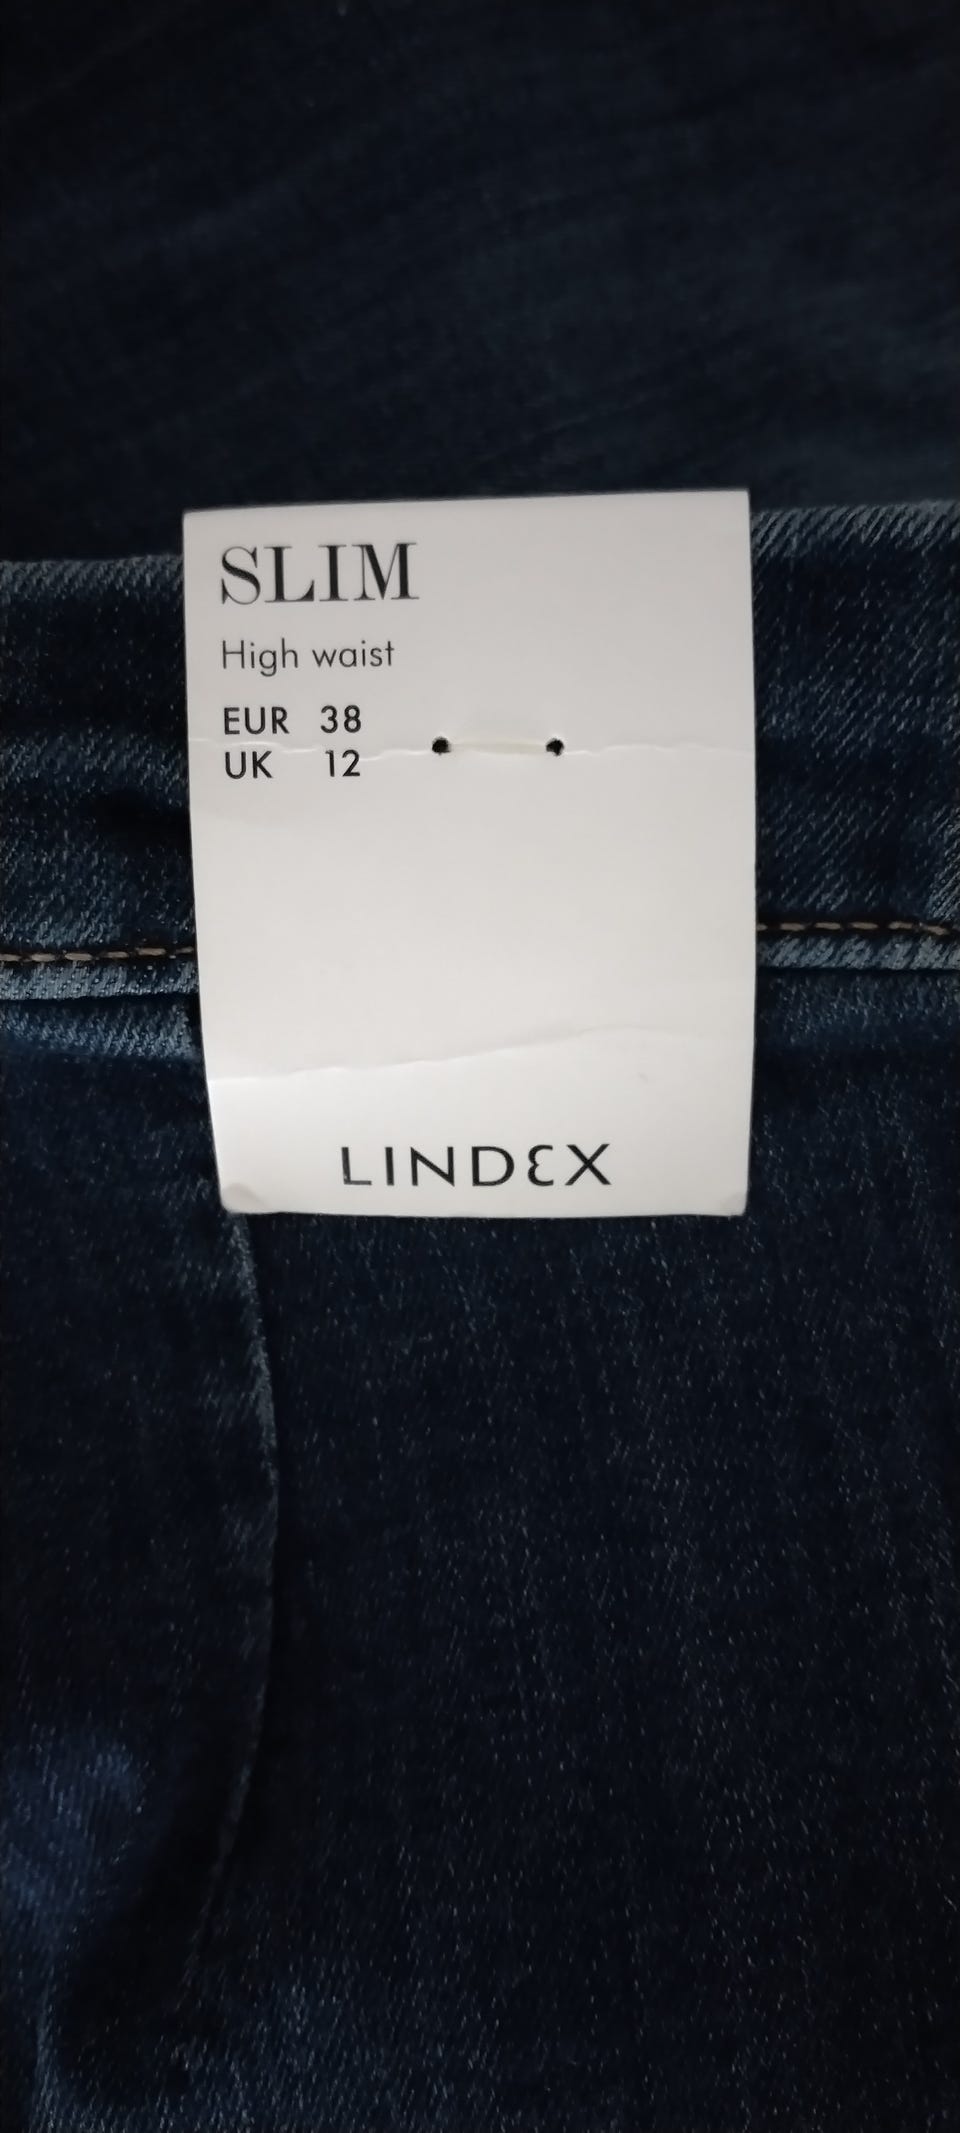 SLIM
High waist
EUR 38
UK 12
LINDEX